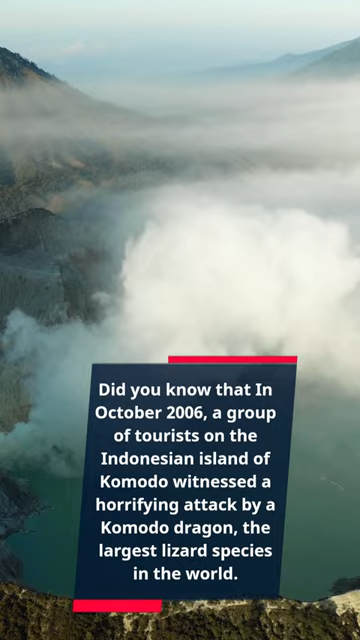 Did you know that In
October 2006, a group
of tourists on the
Indonesian island of
Komodo witnessed a
horrifying attack by a
Komodo dragon, the
largest lizard species
in the world.